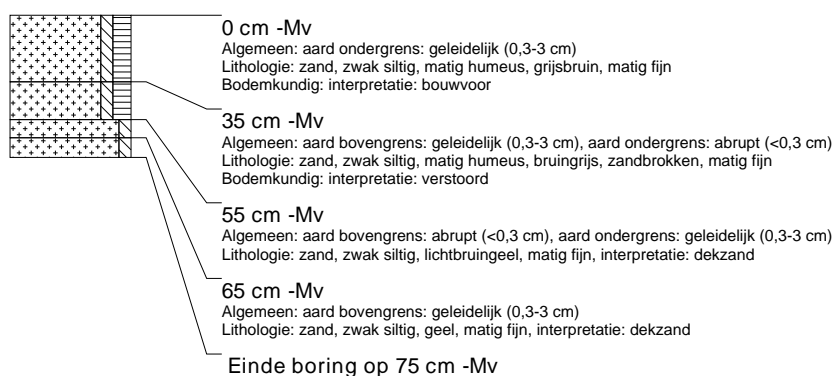 0 cm -Mv
Algemeen: aard ondergrens: geleidelijk (0,3-3 cm)
Lithologie: zand, zwak siltig, matig humeus, grijsbruin, matig fijn
Bodemkundig: interpretatie: bouwvoor
35 cm -Mv
Algemeen: aard bovengrens: geleidelijk (0,3-3 cm), aard ondergrens: abrupt (<0,3 cm)
Lithologie: zand, zwak siltig, matig humeus, bruingrijs, zandbrokken, matig fijn
Bodemkundig: interpretatie: verstoord
55 cm -Mv
Algemeen: aard bovengrens: abrupt (<0,3 cm), aard ondergrens: geleidelijk (0,3-3 cm)
Lithologie: zand, zwak siltig, lichtbruingeel, matig fijn, interpretatie: dekzand
65 cm -Mv
Algemeen: aard bovengrens: geleidelijk (0,3-3 cm)
Lithologie: zand, zwak siltig, geel, matig fijn, interpretatie: dekzand
Einde boring op 75 cm -Mv